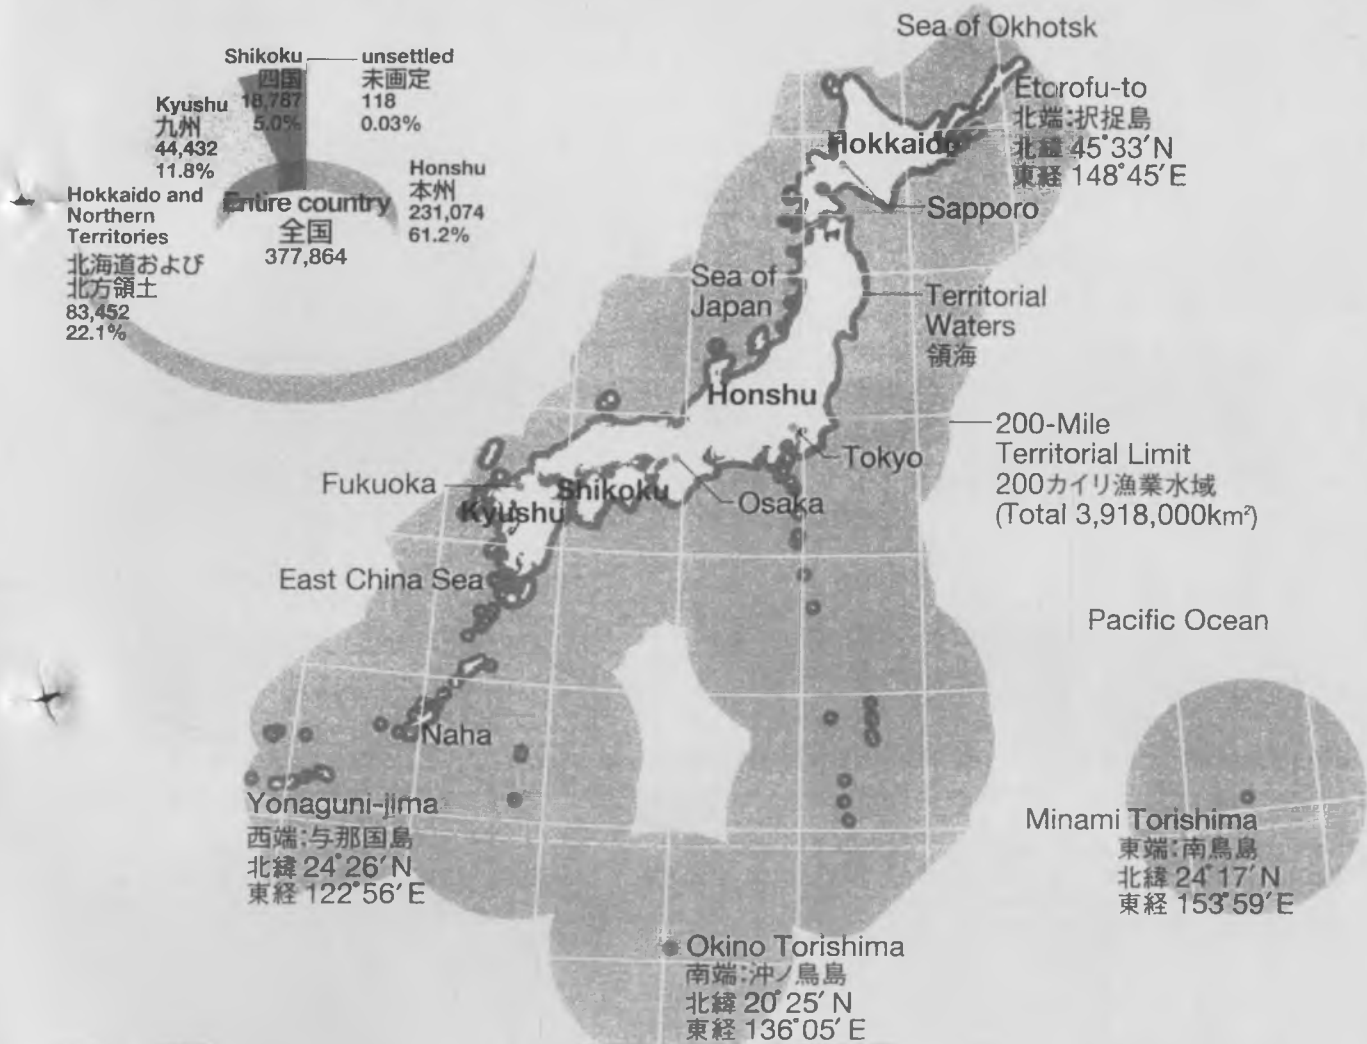 Sea of Okhotsk
Shikoku
四国
18,787
5.0%
unsettled
未画定
118
0.03%
Kyushu
九州
44,432
11.8%
Honshu
本州
231,074
61.2%
Hokkaido and
Northern
Territories
北海道および
北方領土
83,452
22.1%
Entire country
全国
377,864
Etorofu-to
北端:択捉島
北緯 45°33′N
東経 148°45′E
Hokkaido
Sapporo
Sea of
Japan
Territorial
Waters
領海
Honshu
200-Mile
Territorial Limit
200カイリ漁業水域
(Total 3,918,000km²)
Tokyo
Fukuoka
Shikoku
Osaka
Kyushu
East China Sea
Pacific Ocean
Naha
Yonaguni-jima
西端:与那国島
北緯 24°26′N
東経 122°56′E
Minami Torishima
東端:南鳥島
北緯 24°17′N
東経 153°59′E
Okino Torishima
南端:沖ノ鳥島
北緯 20°25′N
東経 136°05′E